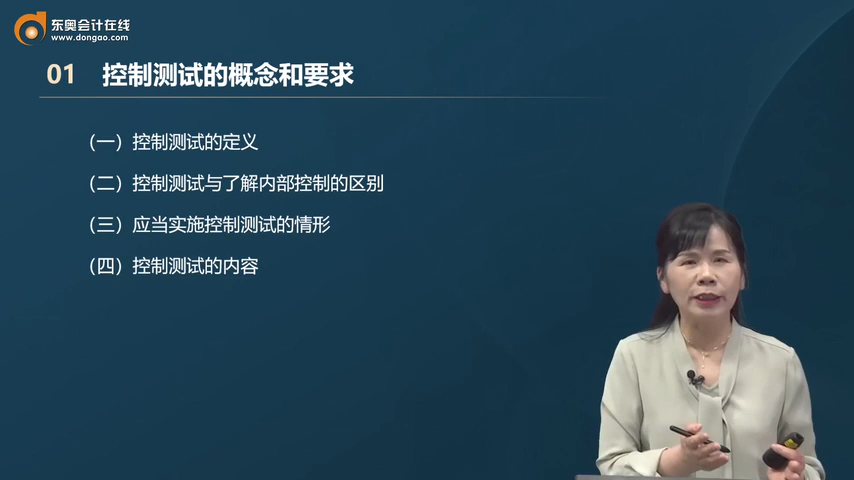 东奥会计在线
www.dongao.com
01 控制测试的概念和要求
（一）控制测试的定义
（二）控制测试与了解内部控制的区别
（三）应当实施控制测试的情形
（四）控制测试的内容